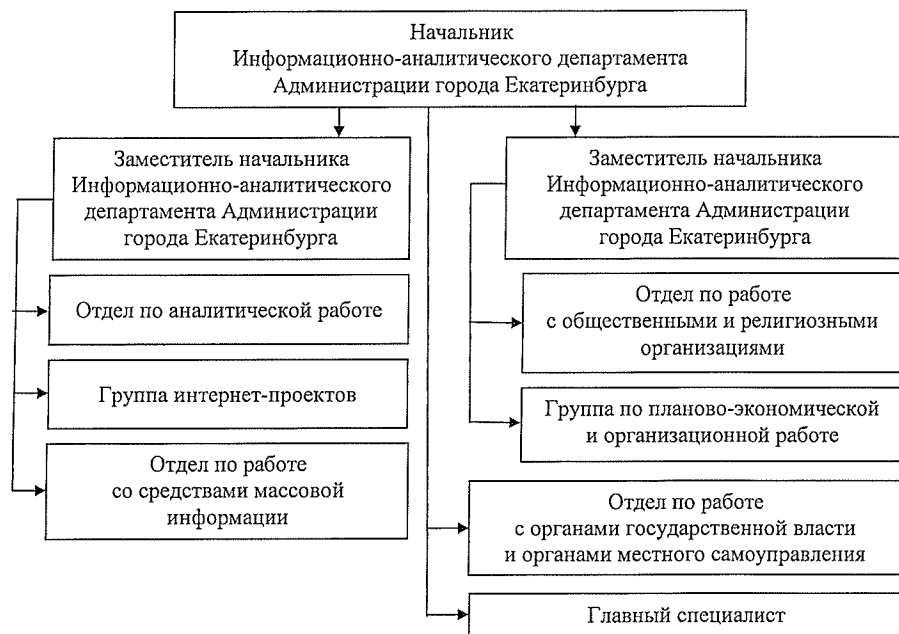 Начальник
Информационно-аналитического департамента
Администрации города Екатеринбурга
Заместитель начальника
Информационно-аналитического
департамента Администрации
города Екатеринбурга
Отдел по аналитической работе
Группа интернет-проектов
Отдел по работе
со средствами массовой
информации
Заместитель начальника
Информационно-аналитического
департамента Администрации
города Екатеринбурга
Отдел по работе
с общественными и религиозными
организациями
Группа по планово-экономической
и организационной работе
Отдел по работе
с органами государственной власти
и органами местного самоуправления
Главный специалист